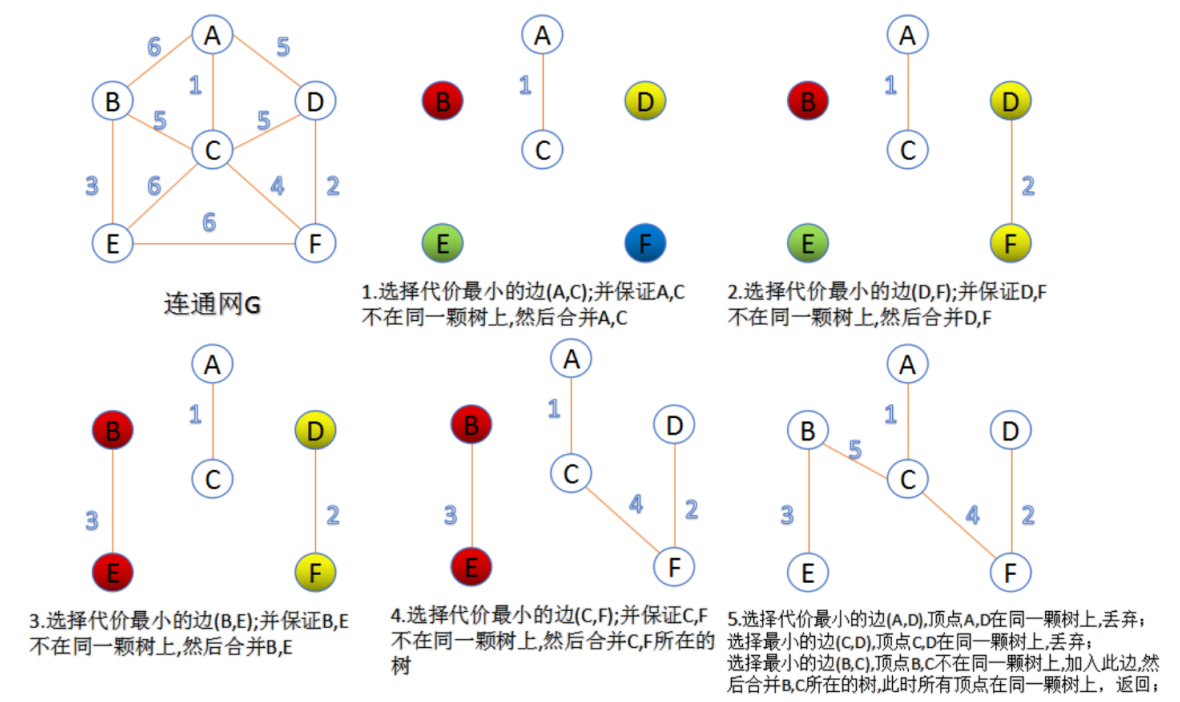 A
6
5
1
B
D
5
5
C
3
6
4
2
6
E
F
连通网G
A
1
B
D
C
E
F
1.选择代价最小的边(A,C);并保证A,C
不在同一颗树上,然后合并A,C
A
1
B
D
C
2
E
F
2.选择代价最小的边(D,F);并保证D,F
不在同一颗树上,然后合并D,F
A
1
B
D
C
3
2
E
F
3.选择代价最小的边(B,E);并保证B,E
不在同一颗树上,然后合并B,E
A
1
B
D
C
3
4
2
E
F
4.选择代价最小的边(C,F);并保证C,F
不在同一颗树上,然后合并C,F所在的
树
A
1
B
D
5
C
3
4
2
E
F
5.选择代价最小的边(A,D),顶点A,D在同一颗树上,丢弃；
选择最小的边(C,D),顶点C,D在同一颗树上,丢弃；
选择最小的边(B,C),顶点B,C不在同一颗树上,加入此边,然
后合并B,C所在的树,此时所有顶点在同一颗树上，返回；